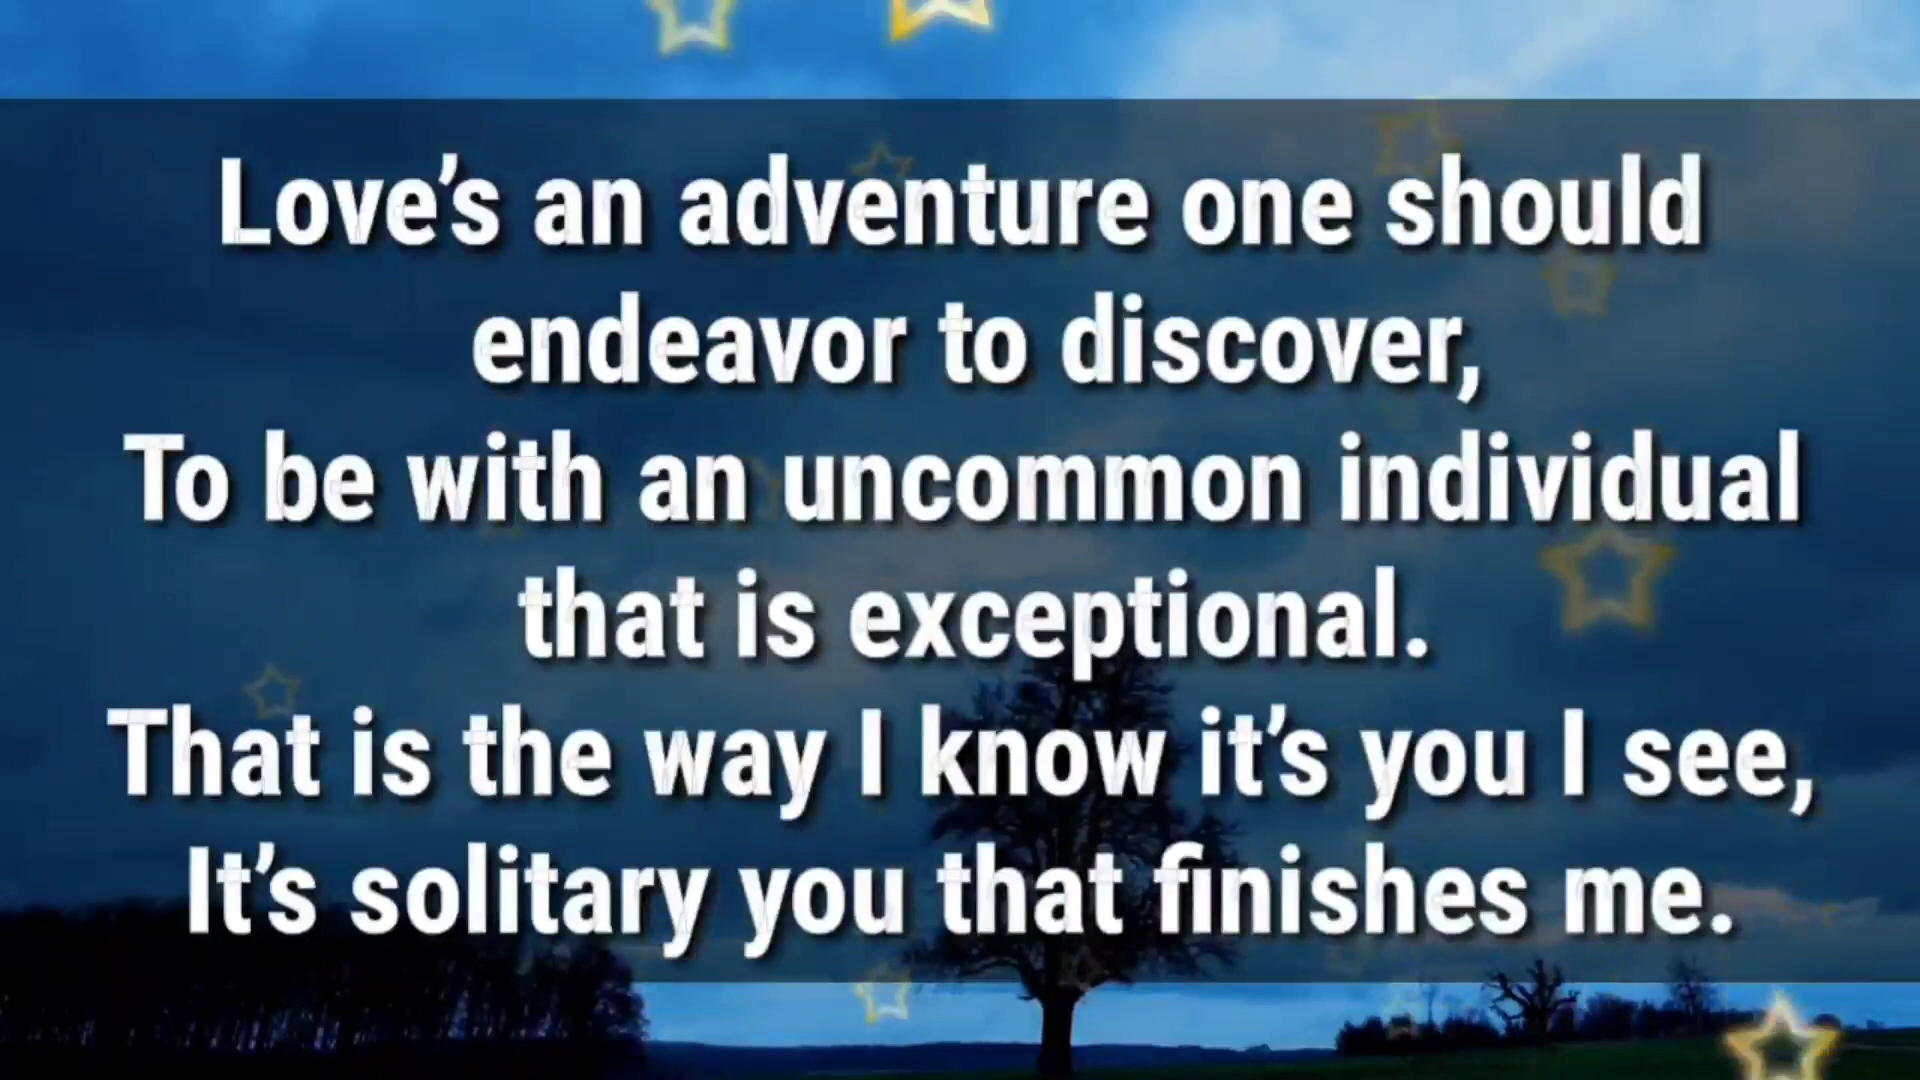 Love’s an adventure one should
endeavor to discover,
To be with an uncommon individual
that is exceptional.
That is the way I know it’s you I see,
It’s solitary you that finishes me.